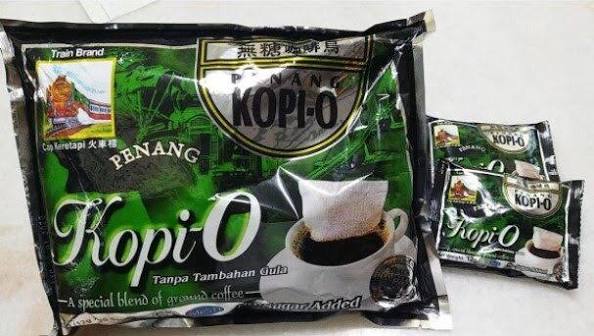 Train Brand
Cap Keretapi 火車標
無糖咖啡烏
PENANG
KOPI-O
PENANG
Kopi-O
Tanpa Tambahan Gula
A special blend of ground coffee
Sugar Added
PENANG
KOPI-O
KOPI-O
Kopi-O